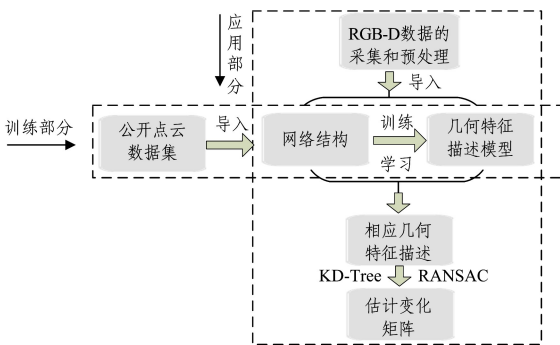 应用部分
RGB-D数据的
采集和预处理
导入
训练部分
公开点云
数据集
导入
网络结构
训练
学习
几何特征
描述模型
相应几何
特征描述
KD-Tree RANSAC
估计变化
矩阵